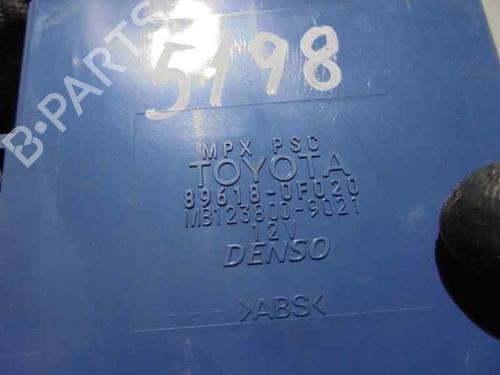 B-PARTS
5198
MPX PSC
TOYOTA
89618-0F020
MB123800-9021
12V
DENSO
>ABS<